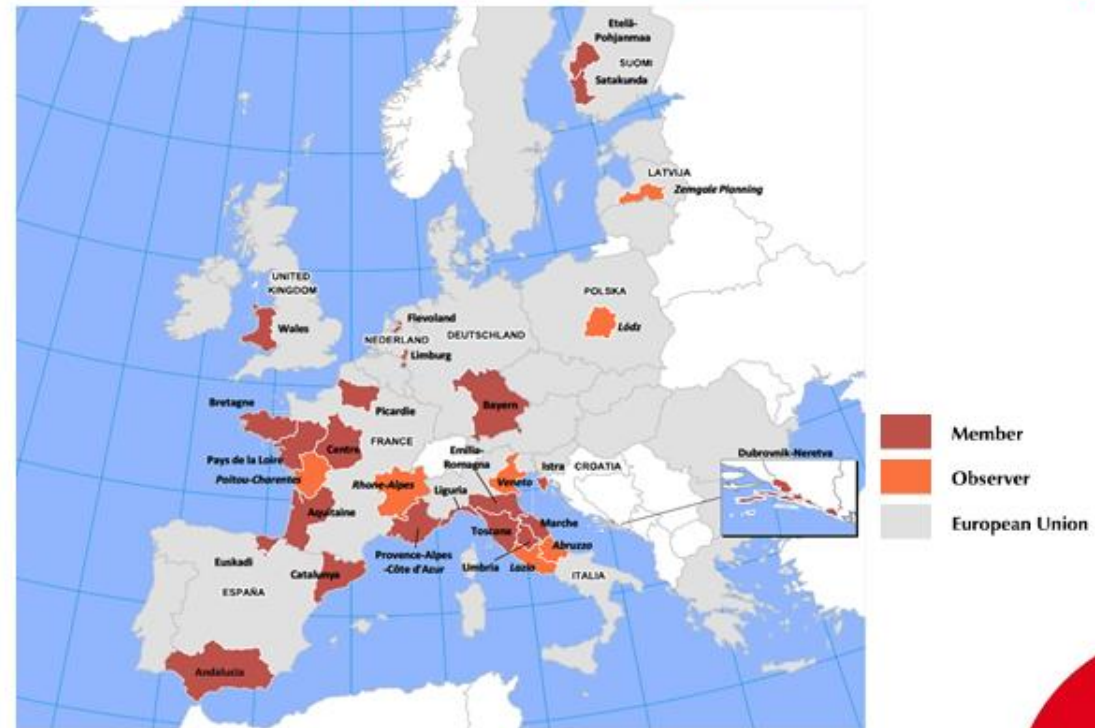 Etelä-
Pohjanmaa
SUOMI
Satakunda
LATVIJA
Zemgale Planning
UNITED
KINGDOM
Wales
POLSKA
Lódz
Flevoland
NEDERLAND
DEUTSCHLAND
Limburg
Bretagne
Picardie
Bayern
FRANCE
Centre
Pays de la Loire
Poitou-Charentes
Rhone-Alpes
Emilia-
Romagna
Istra
CROATIA
Dubrovnik-Neretva
Veneto
Liguria
Aquitaine
Toscane
Marche
Provence-Alpes
-Côte d'Azur
Umbria
Abruzzo
Lazio
ITALIA
Euskadi
Catalunya
ESPAÑA
Andalucia
Member
Observer
European Union